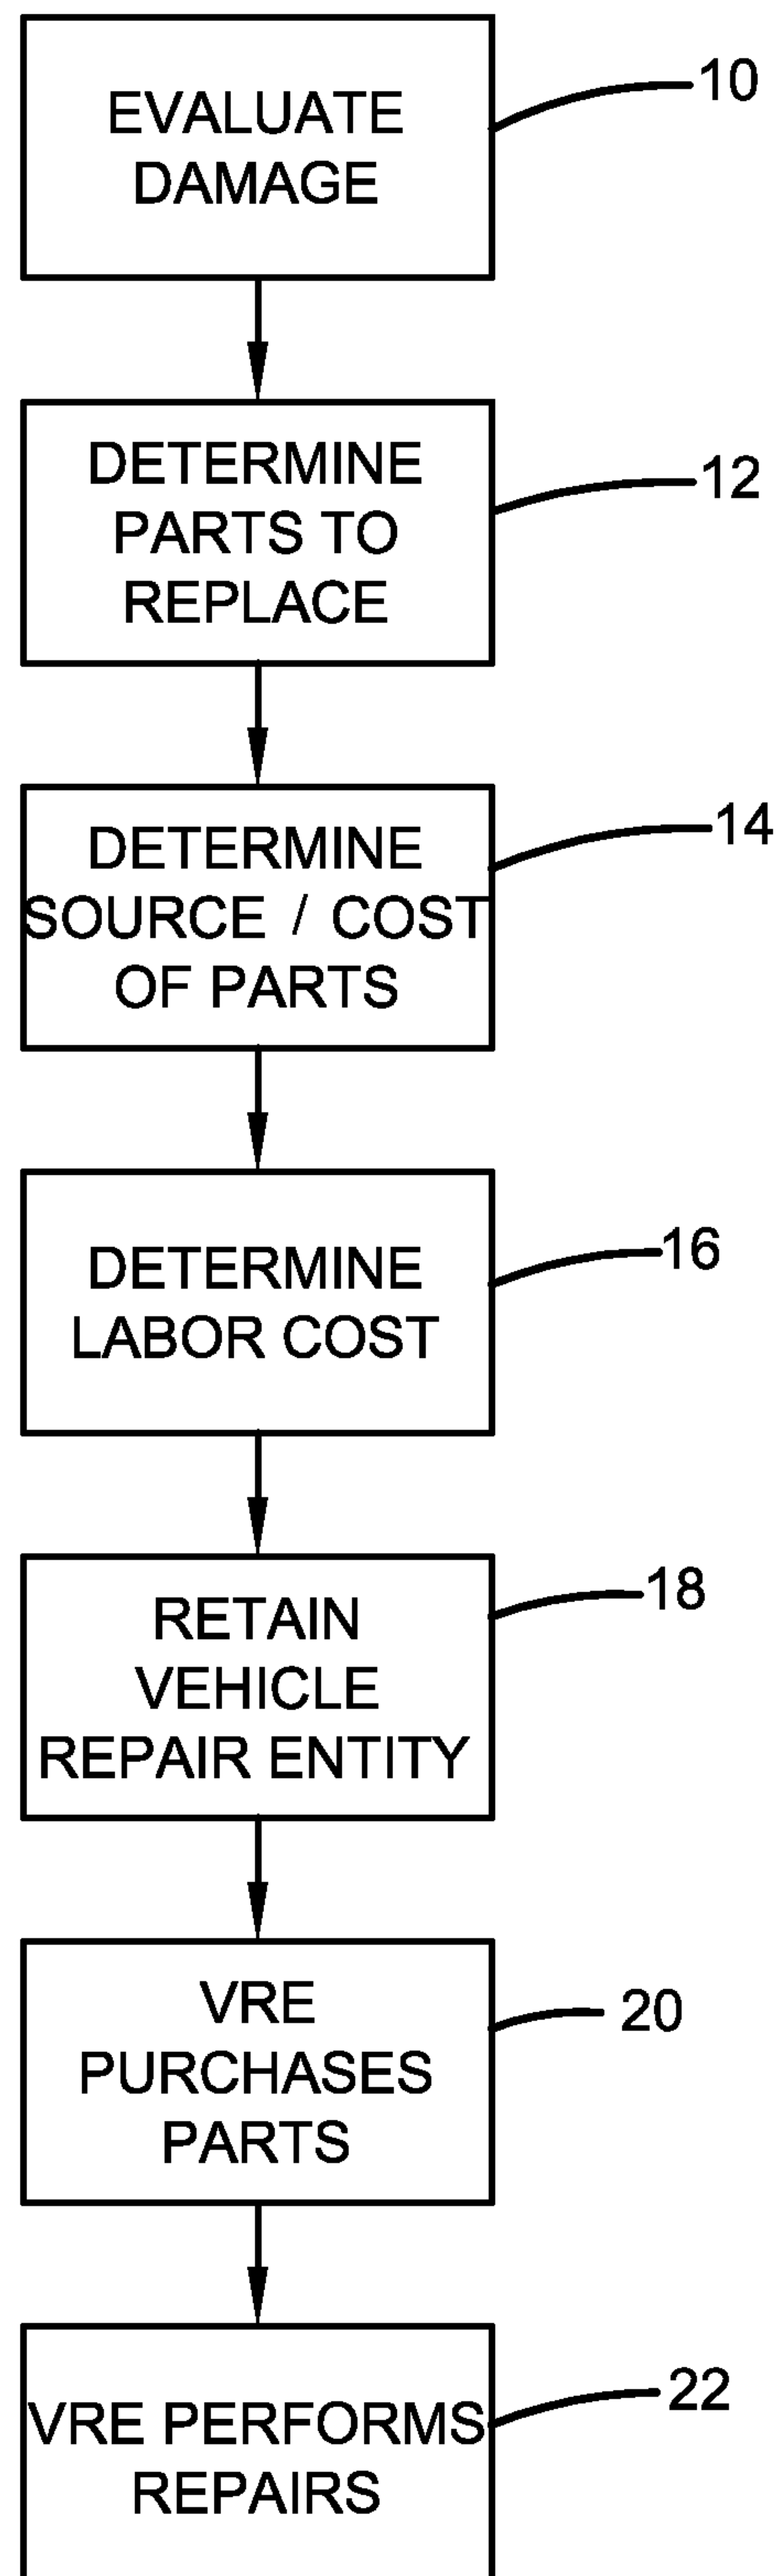 EVALUATE
DAMAGE
10
DETERMINE
PARTS TO
REPLACE
12
DETERMINE
SOURCE / COST
OF PARTS
14
DETERMINE
LABOR COST
16
RETAIN
VEHICLE
REPAIR ENTITY
18
VRE
PURCHASES
PARTS
20
VRE PERFORMS
REPAIRS
22